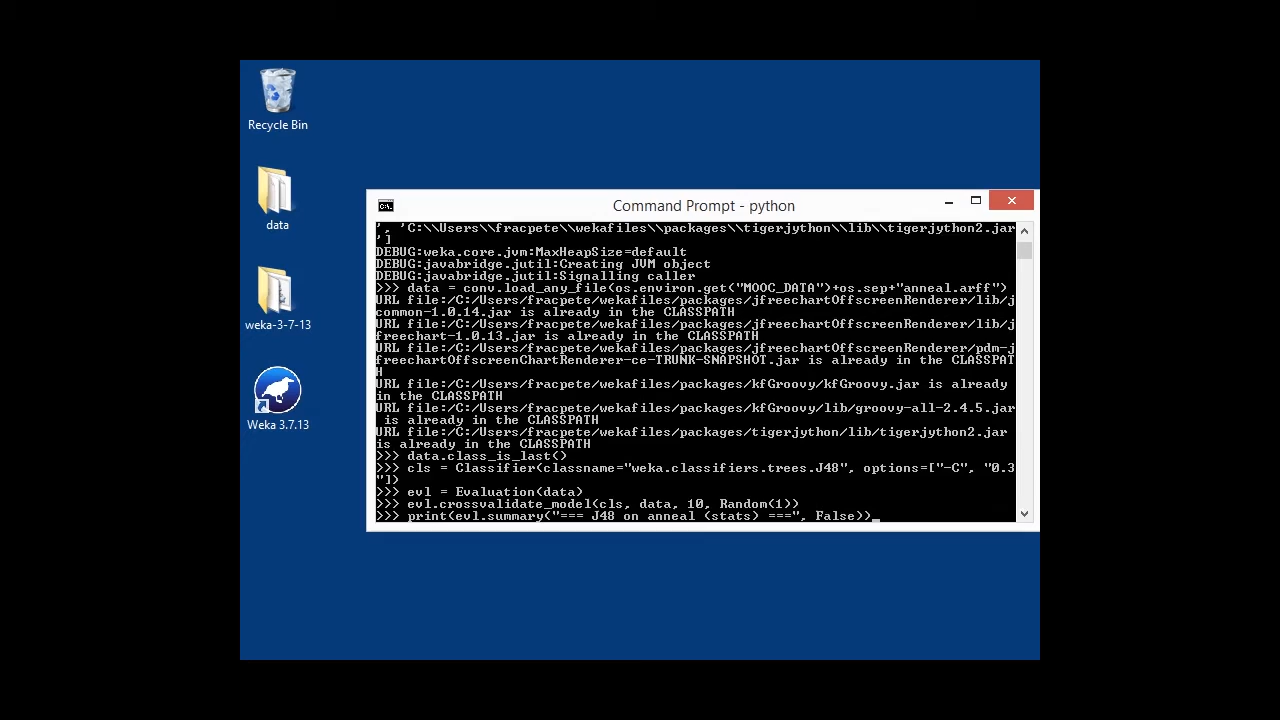 Recycle Bin
data
weka-3-7-13
Weka 3.7.13
C:\.
Command Prompt - python
', 'C:\\Users\\fracpete\\wekafiles\\packages\\tigerjython\\lib\\tigerjython2.jar
']
DEBUG:weka.core.jvm:MaxHeapSize=default
DEBUG:javabridge.jutil:Creating JVM object
DEBUG:javabridge.jutil:Signalling caller
>>> data = conv.load_any_file(os.environ.get("MOOC_DATA")+os.sep+"anneal.arff")
URL file:/C:/Users/fracpete/wekafiles/packages/jfreechartOffscreenRenderer/lib/j
common-1.0.14.jar is already in the CLASSPATH
URL file:/C:/Users/fracpete/wekafiles/packages/jfreechartOffscreenRenderer/lib/j
freechart-1.0.13.jar is already in the CLASSPATH
URL file:/C:/Users/fracpete/wekafiles/packages/jfreechartOffscreenRenderer/pdm-j
freechartOffscreenChartRenderer-ce-TRUNK-SNAPSHOT.jar is already in the CLASSPAT
H
URL file:/C:/Users/fracpete/wekafiles/packages/kfGroovy/kfGroovy.jar is already
in the CLASSPATH
URL file:/C:/Users/fracpete/wekafiles/packages/kfGroovy/lib/groovy-all-2.4.5.jar
is already in the CLASSPATH
URL file:/C:/Users/fracpete/wekafiles/packages/tigerjython/lib/tigerjython2.jar
is already in the CLASSPATH
>>> data.class_is_last()
>>> cls = Classifier(classname="weka.classifiers.trees.J48", options=["-C", "0.3
"])
>>> evl = Evaluation(data)
>>> evl.crossvalidate_model(cls, data, 10, Random(1))
>>> print(evl.summary("=== J48 on anneal (stats) ===", False))_